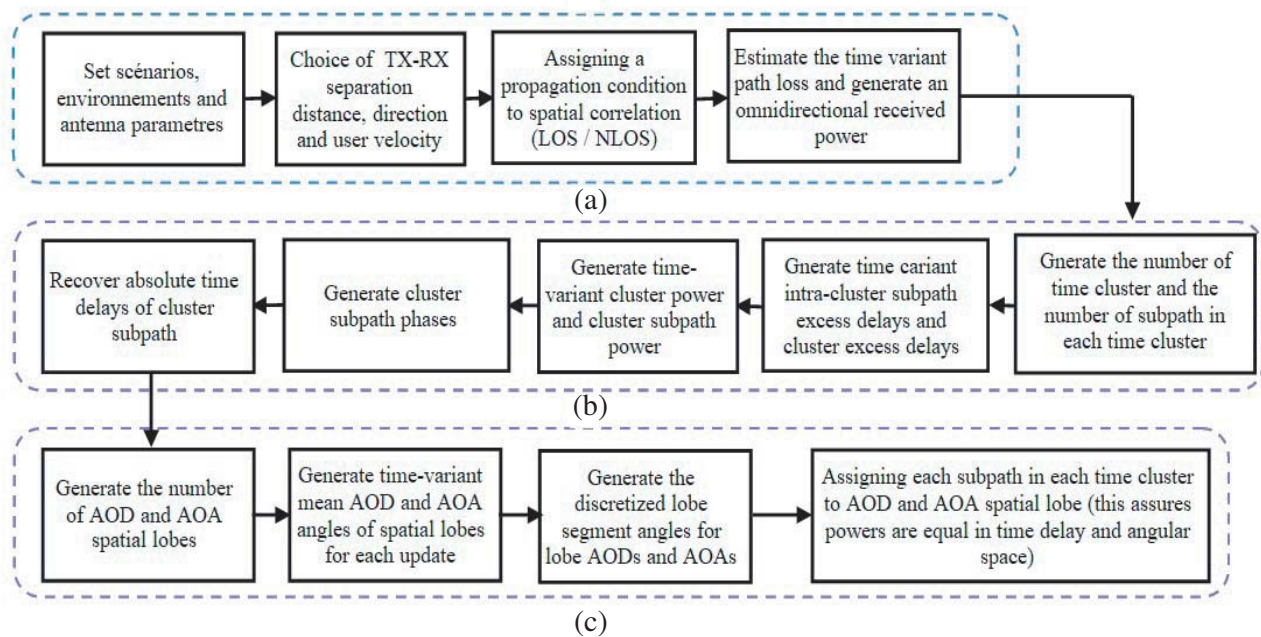 Set scénarios,
environnements and
antenna parametres
Choice of TX-RX
separation
distance, direction
and user velocity
Assigning a
propagation condition
to spatial correlation
(LOS / NLOS)
Estimate the time variant
path loss and generate an
omnidirectional received
power
(a)
Recover absolute time
delays of cluster
subpath
Generate cluster
subpath phases
Generate time-
variant cluster power
and cluster subpath
power
Gnerate time cariant
intra-cluster subpath
excess delays and
cluster excess delays
Gnerate the number of
time cluster and the
number of subpath in
each time cluster
(b)
Generate the number
of AOD and AOA
spatial lobes
Generate time-variant
mean AOD and AOA
angles of spatial lobes
for each update
Generate the
discretized lobe
segment angles for
lobe AODs and AOAs
Assigning each subpath in each time cluster
to AOD and AOA spatial lobe (this assures
powers are equal in time delay and angular
space)
(c)